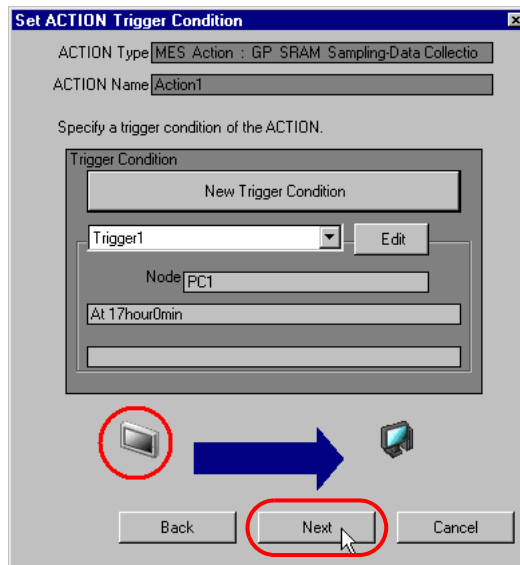 Set ACTION Trigger Condition
ACTION Type MES Action : GP SRAM Sampling-Data Collectio
ACTION Name Action1
Specify a trigger condition of the ACTION.
Trigger Condition
New Trigger Condition
Trigger1 Edit
Node PC1
At 17hour0min
Back Next Cancel